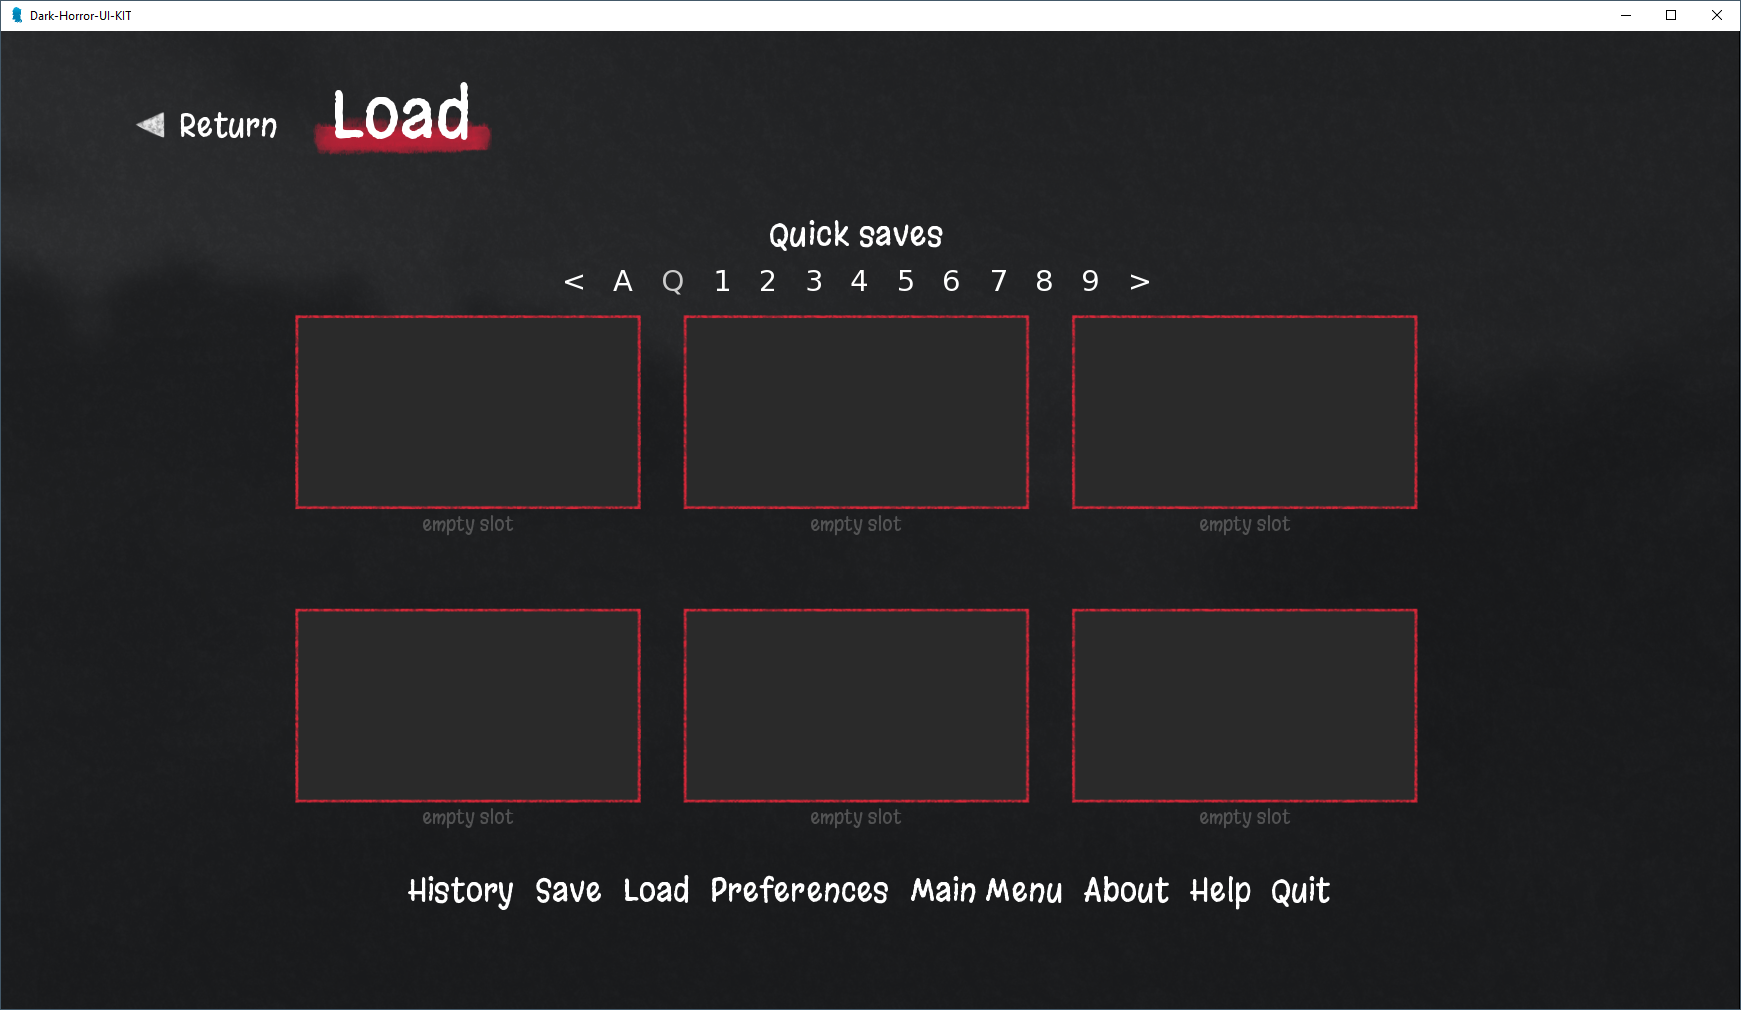 Dark-Horror-UI-KIT
Return
Load
Quick saves
< A Q 1 2 3 4 5 6 7 8 9 >
empty slot empty slot empty slot
empty slot empty slot empty slot
History Save Load Preferences Main Menu About Help Quit